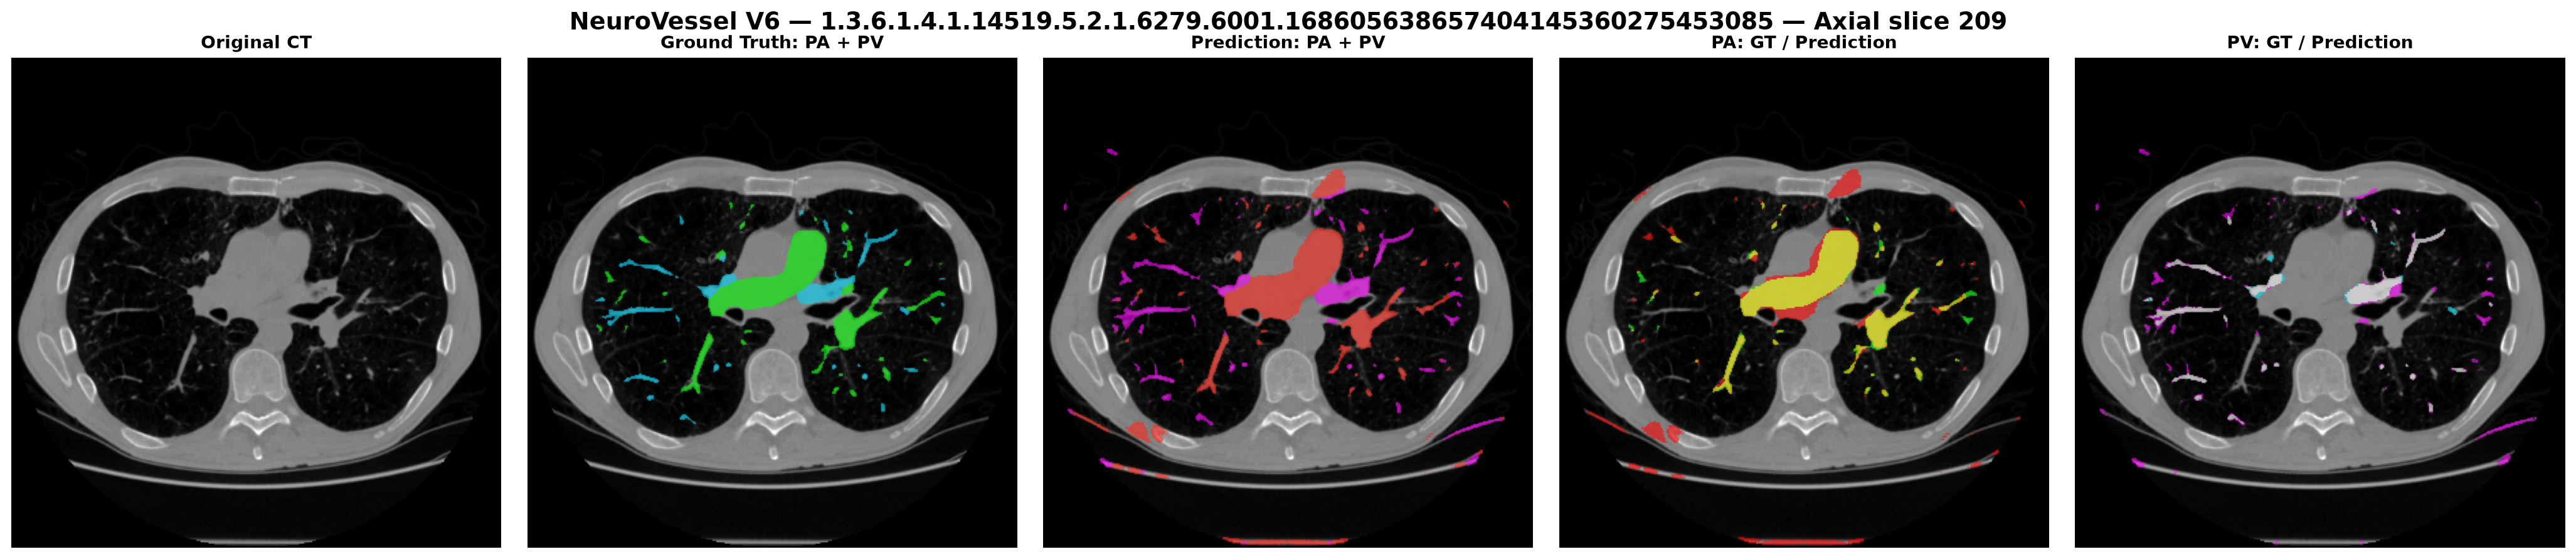 NeuroVessel V6 — 1.3.6.1.4.1.14519.5.2.1.6279.6001.168605638657404145360275453085 — Axial slice 209
Original CT
Ground Truth: PA + PV
Prediction: PA + PV
PA: GT / Prediction
PV: GT / Prediction